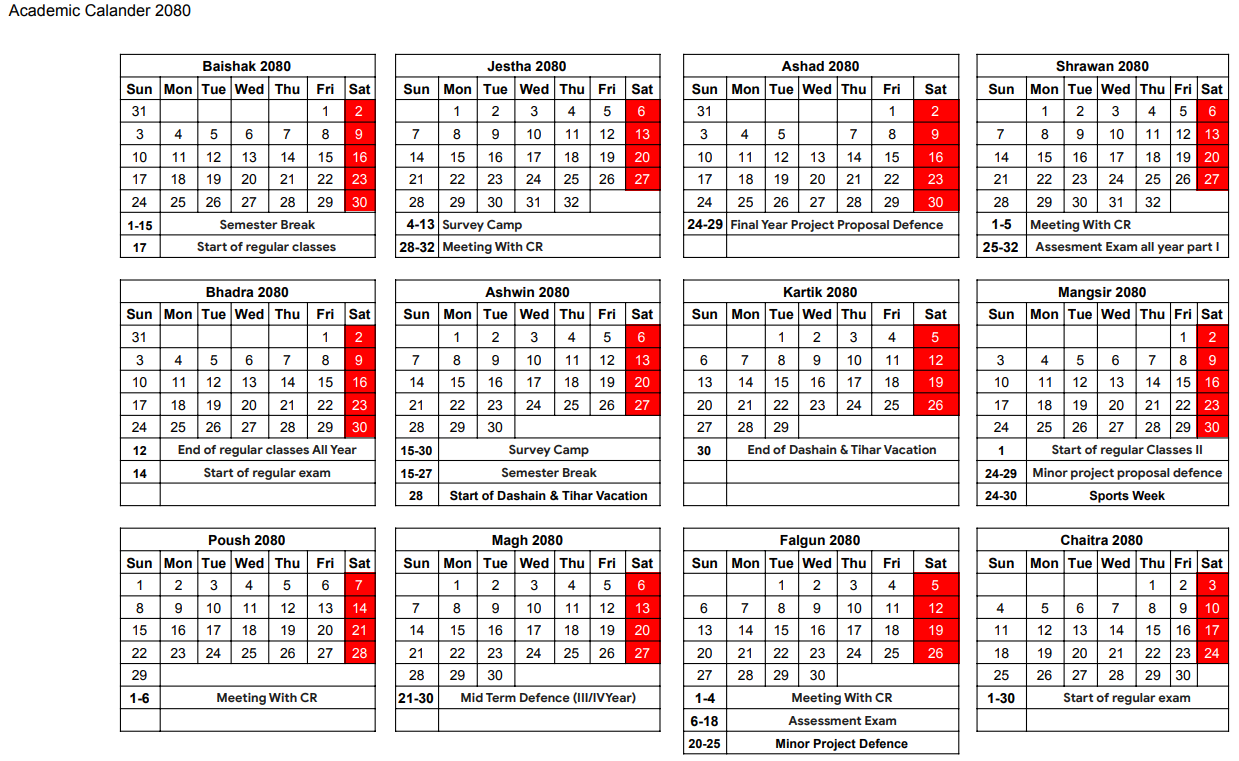 Academic Calander 2080
Baishak 2080
Sun Mon Tue Wed Thu Fri Sat
31 1 2
3 4 5 6 7 8 9
10 11 12 13 14 15 16
17 18 19 20 21 22 23
24 25 26 27 28 29 30
1-15 Semester Break
17 Start of regular classes
Jestha 2080
Sun Mon Tue Wed Thu Fri Sat
1 2 3 4 5 6
7 8 9 10 11 12 13
14 15 16 17 18 19 20
21 22 23 24 25 26 27
28 29 30 31 32
4-13 Survey Camp
28-32 Meeting With CR
Ashad 2080
Sun Mon Tue Wed Thu Fri Sat
31 1 2
3 4 5 7 8 9
10 11 12 13 14 15 16
17 18 19 20 21 22 23
24 25 26 27 28 29 30
24-29 Final Year Project Proposal Defence
Shrawan 2080
Sun Mon Tue Wed Thu Fri Sat
1 2 3 4 5 6
7 8 9 10 11 12 13
14 15 16 17 18 19 20
21 22 23 24 25 26 27
28 29 30 31 32
1-5 Meeting With CR
25-32 Assesment Exam all year part I
Bhadra 2080
Sun Mon Tue Wed Thu Fri Sat
31 1 2
3 4 5 6 7 8 9
10 11 12 13 14 15 16
17 18 19 20 21 22 23
24 25 26 27 28 29 30
12 End of regular classes All Year
14 Start of regular exam
Ashwin 2080
Sun Mon Tue Wed Thu Fri Sat
1 2 3 4 5 6
7 8 9 10 11 12 13
14 15 16 17 18 19 20
21 22 23 24 25 26 27
28 29 30
15-30 Survey Camp
15-27 Semester Break
28 Start of Dashain & Tihar Vacation
Kartik 2080
Sun Mon Tue Wed Thu Fri Sat
1 2 3 4 5
6 7 8 9 10 11 12
13 14 15 16 17 18 19
20 21 22 23 24 25 26
27 28 29
30 End of Dashain & Tihar Vacation
Mangsir 2080
Sun Mon Tue Wed Thu Fri Sat
1 2
3 4 5 6 7 8 9
10 11 12 13 14 15 16
17 18 19 20 21 22 23
24 25 26 27 28 29 30
1 Start of regular Classes II
24-29 Minor project proposal defence
24-30 Sports Week
Poush 2080
Sun Mon Tue Wed Thu Fri Sat
1 2 3 4 5 6 7
8 9 10 11 12 13 14
15 16 17 18 19 20 21
22 23 24 25 26 27 28
29
1-6 Meeting With CR
Magh 2080
Sun Mon Tue Wed Thu Fri Sat
1 2 3 4 5 6
7 8 9 10 11 12 13
14 15 16 17 18 19 20
21 22 23 24 25 26 27
28 29 30
21-30 Mid Term Defence (III/IVYear)
Falgun 2080
Sun Mon Tue Wed Thu Fri Sat
1 2 3 4 5
6 7 8 9 10 11 12
13 14 15 16 17 18 19
20 21 22 23 24 25 26
27 28 29 30
1-4 Meeting With CR
6-18 Assessment Exam
20-25 Minor Project Defence
Chaitra 2080
Sun Mon Tue Wed Thu Fri Sat
1 2 3
4 5 6 7 8 9 10
11 12 13 14 15 16 17
18 19 20 21 22 23 24
25 26 27 28 29 30
1-30 Start of regular exam